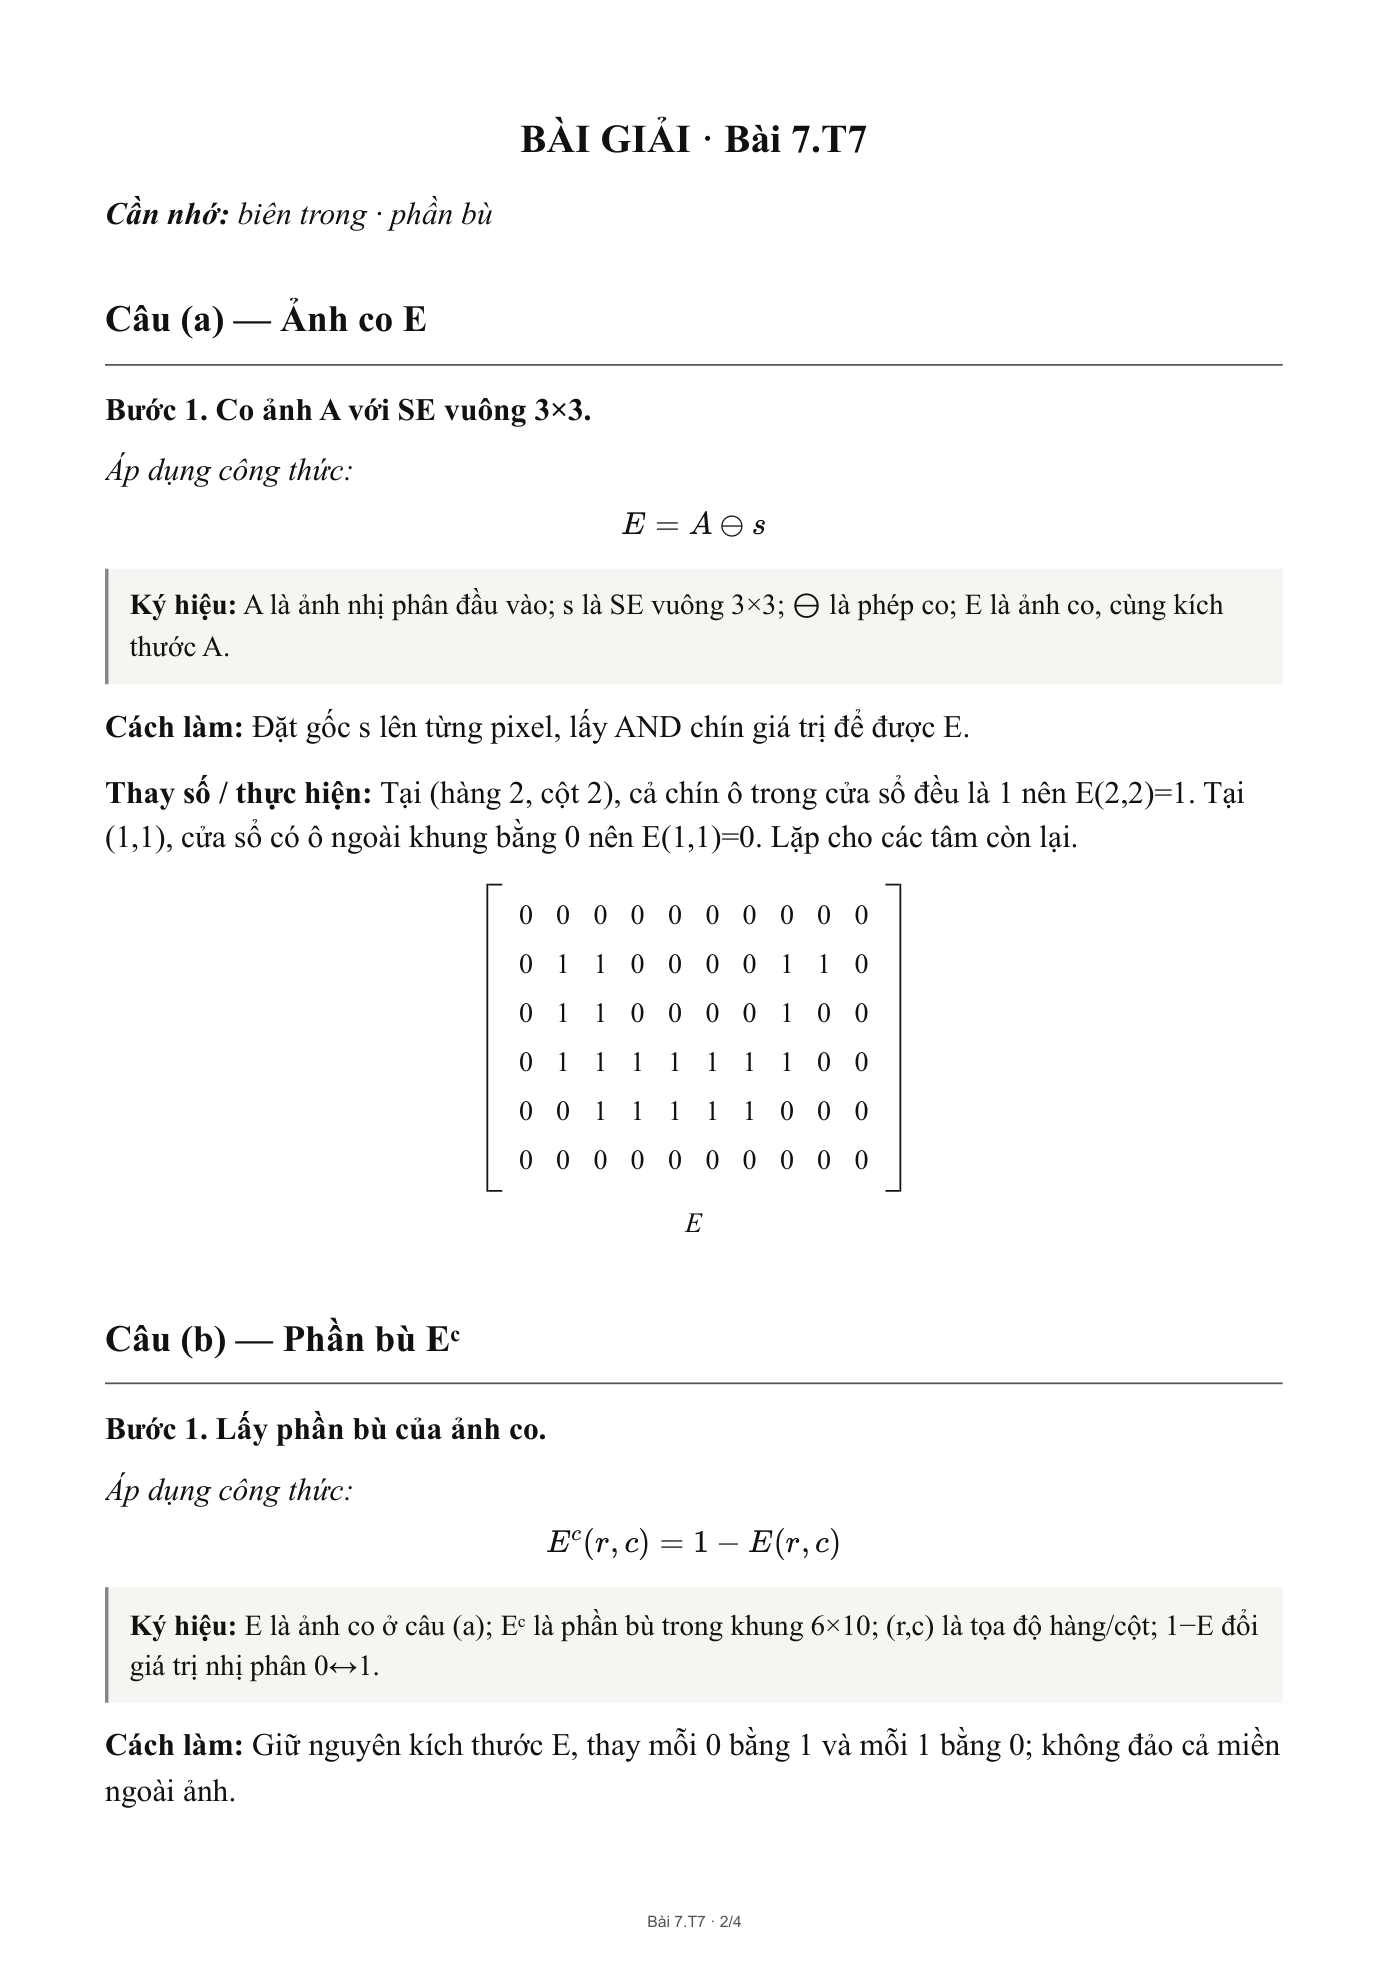 BÀI GIẢI · Bài 7.T7
Cần nhớ: biên trong · phần bù
Câu (a) — Ảnh co E
Bước 1. Co ảnh A với SE vuông 3×3.
Áp dụng công thức:
E = A ⊖ s
Ký hiệu: A là ảnh nhị phân đầu vào; s là SE vuông 3×3; ⊖ là phép co; E là ảnh co, cùng kích
thước A.
Cách làm: Đặt gốc s lên từng pixel, lấy AND chín giá trị để được E.
Thay số / thực hiện: Tại (hàng 2, cột 2), cả chín ô trong cửa sổ đều là 1 nên E(2,2)=1. Tại
(1,1), cửa sổ có ô ngoài khung bằng 0 nên E(1,1)=0. Lặp cho các tâm còn lại.
0 0 0 0 0 0 0 0 0 0
0 1 1 0 0 0 0 1 1 0
0 1 1 0 0 0 0 1 0 0
0 1 1 1 1 1 1 1 0 0
0 0 1 1 1 1 1 0 0 0
0 0 0 0 0 0 0 0 0 0
E
Câu (b) — Phần bù Eᶜ
Bước 1. Lấy phần bù của ảnh co.
Áp dụng công thức:
Eᶜ(r, c) = 1 − E(r, c)
Ký hiệu: E là ảnh co ở câu (a); Eᶜ là phần bù trong khung 6×10; (r,c) là tọa độ hàng/cột; 1−E đổi
giá trị nhị phân 0↔1.
Cách làm: Giữ nguyên kích thước E, thay mỗi 0 bằng 1 và mỗi 1 bằng 0; không đảo cả miền
ngoài ảnh.
Bài 7.T7 · 2/4